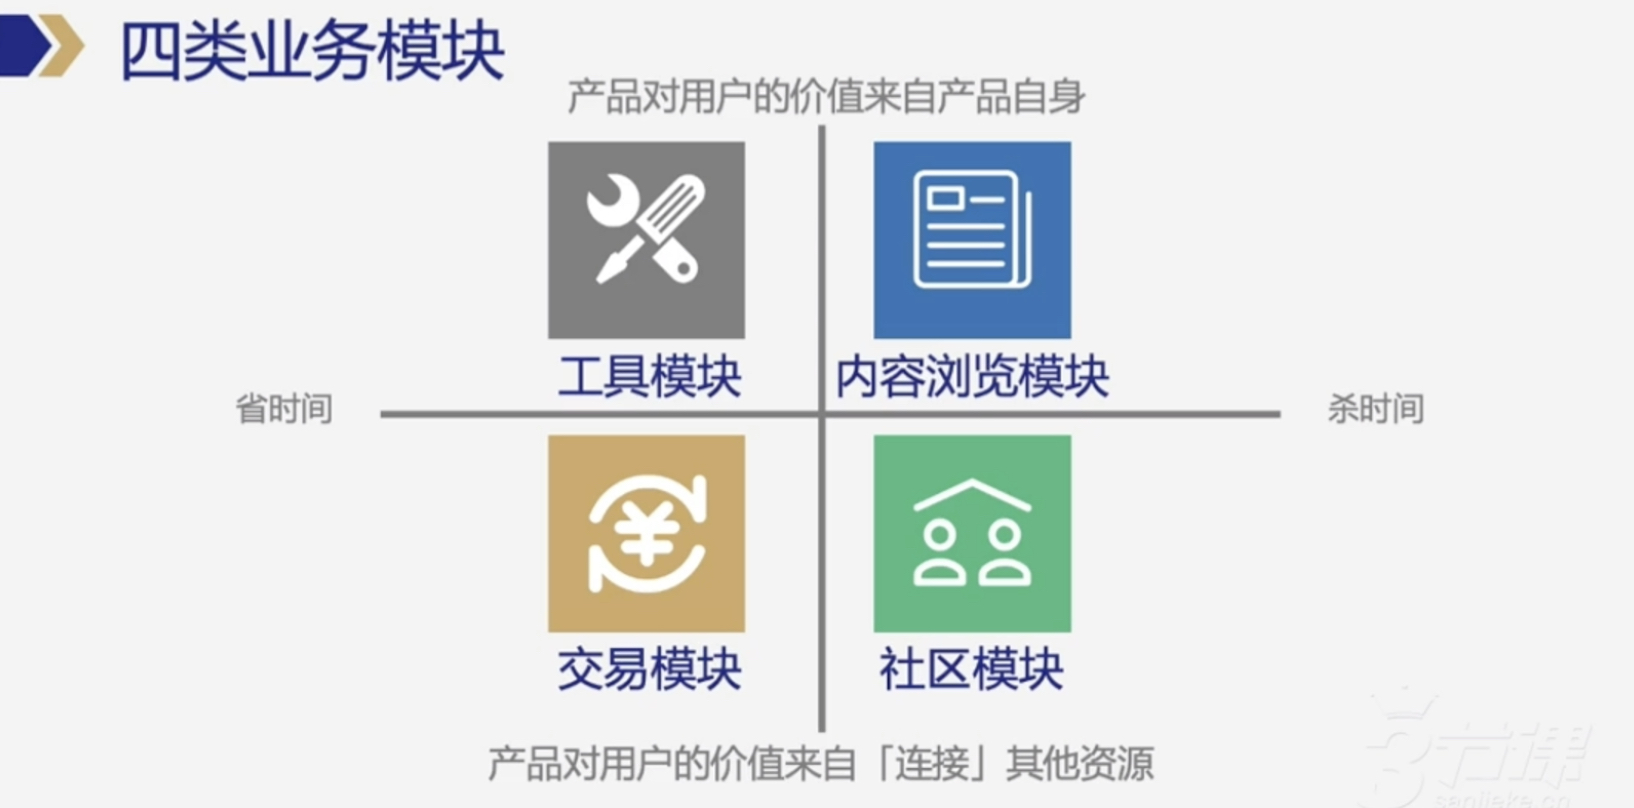 四类业务模块
产品对用户的价值来自产品自身
工具模块
内容浏览模块
省时间
杀时间
¥
交易模块
社区模块
产品对用户的价值来自「连接」其他资源
3节课
sanjieke.cn